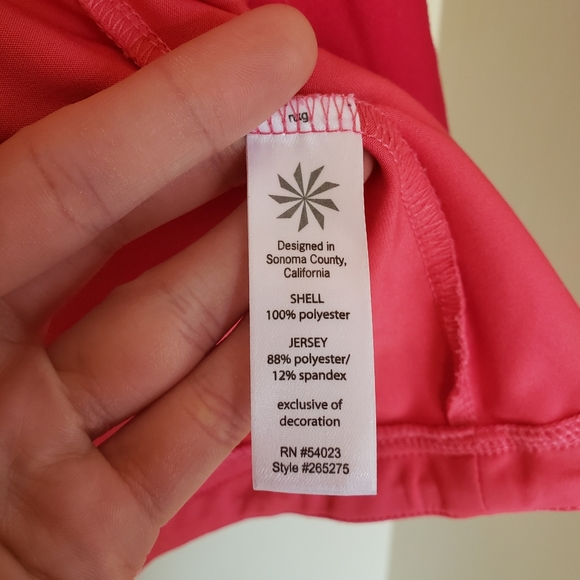 Designed in
Sonoma County,
California
SHELL
100% polyester
JERSEY
88% polyester/
12% spandex
exclusive of
decoration
RN #54023
Style #265275